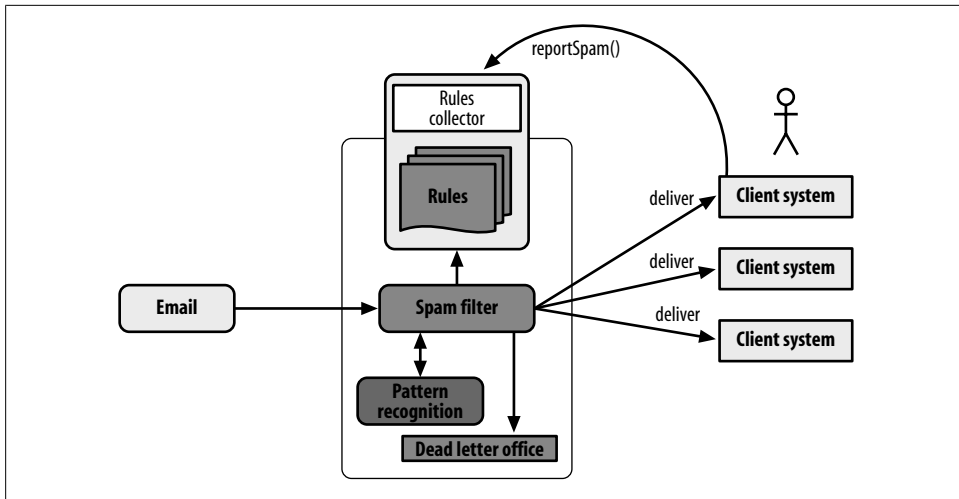 reportSpam()
Rules
collector
Rules
deliver
Client system
deliver
Client system
Email
Spam filter
deliver
Client system
Pattern
recognition
Dead letter office